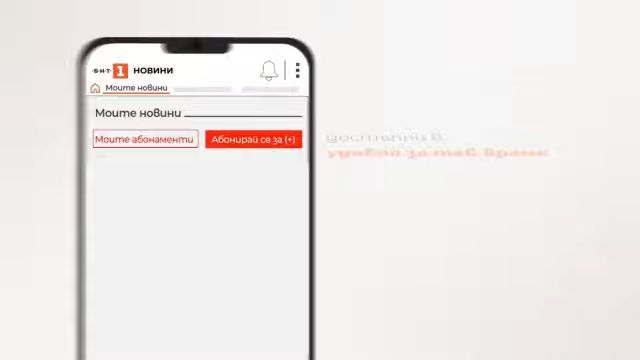 БНТ 1 НОВИНИ
Моите новини
Моите новини
Моите абонаменти
Абонирай се за (+)
достъпни в
удобно за теб време